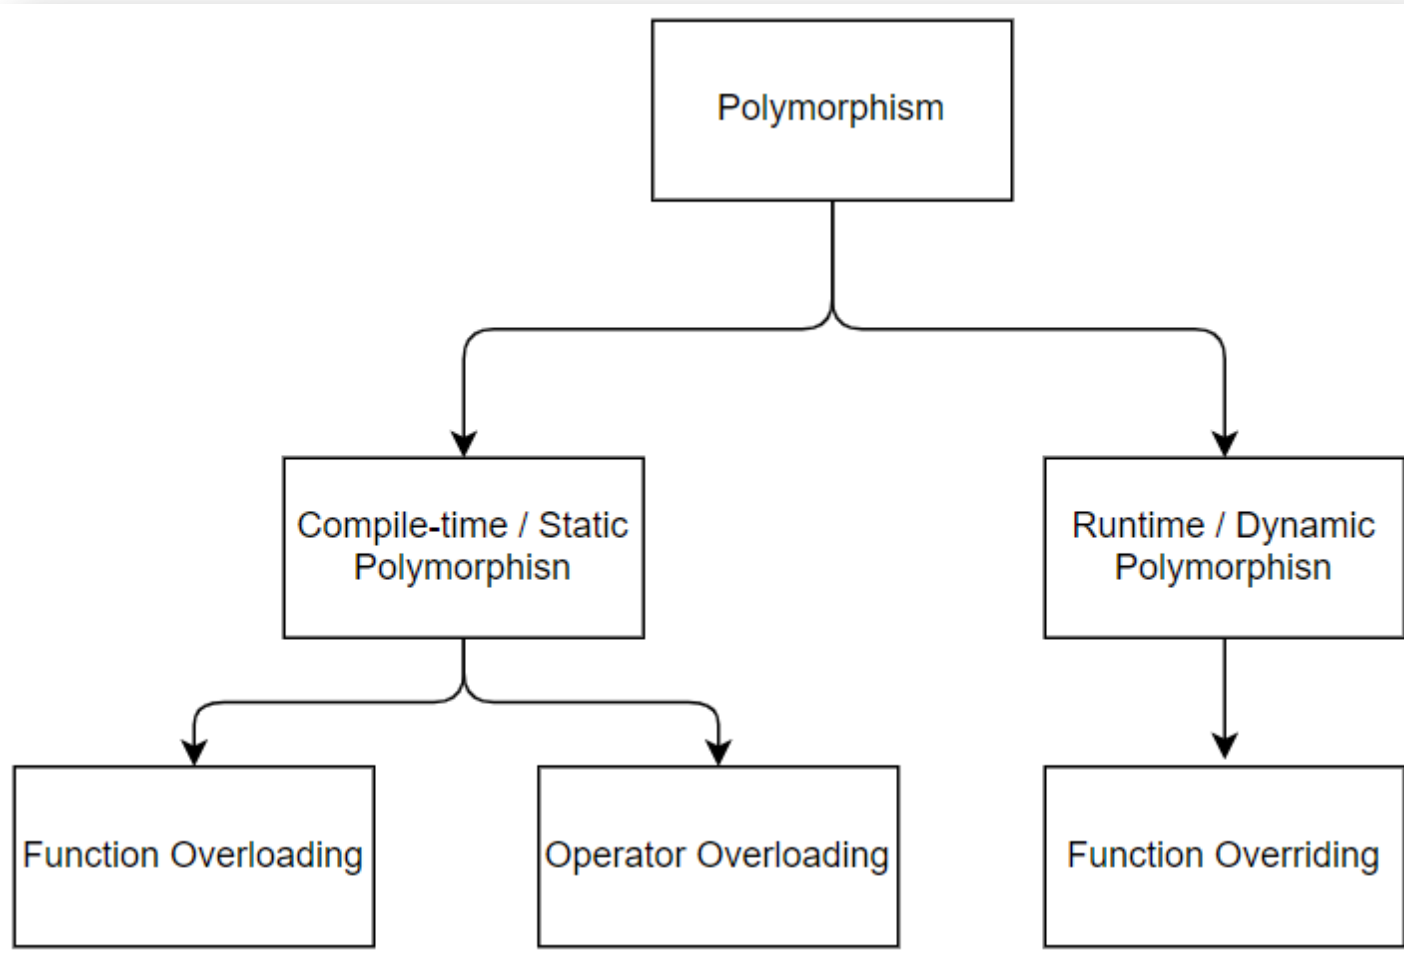 Polymorphism
Compile-time / Static
Polymorphisn
Runtime / Dynamic
Polymorphisn
Function Overloading
Operator Overloading
Function Overriding